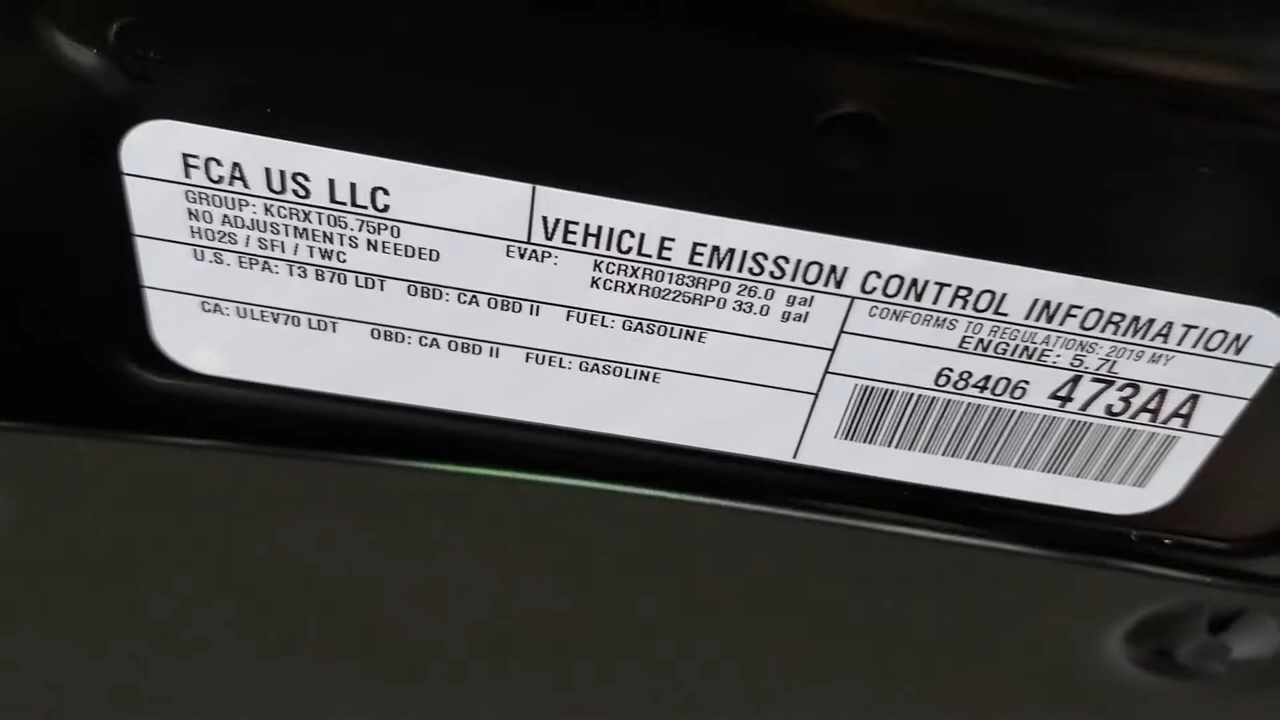 FCA US LLC
VEHICLE EMISSION CONTROL INFORMATION
GROUP: KCRXT05.75P0
NO ADJUSTMENTS NEEDED
HO2S / SFI / TWC
EVAP: KCRXR0183RP0 26.0 gal
KCRXR0225RP0 33.0 gal
CONFORMS TO REGULATIONS: 2019 MY
U.S. EPA: T3 B70 LDT OBD: CA OBD II FUEL: GASOLINE
ENGINE: 5.7L
CA: ULEV70 LDT OBD: CA OBD II FUEL: GASOLINE
68406 473AA